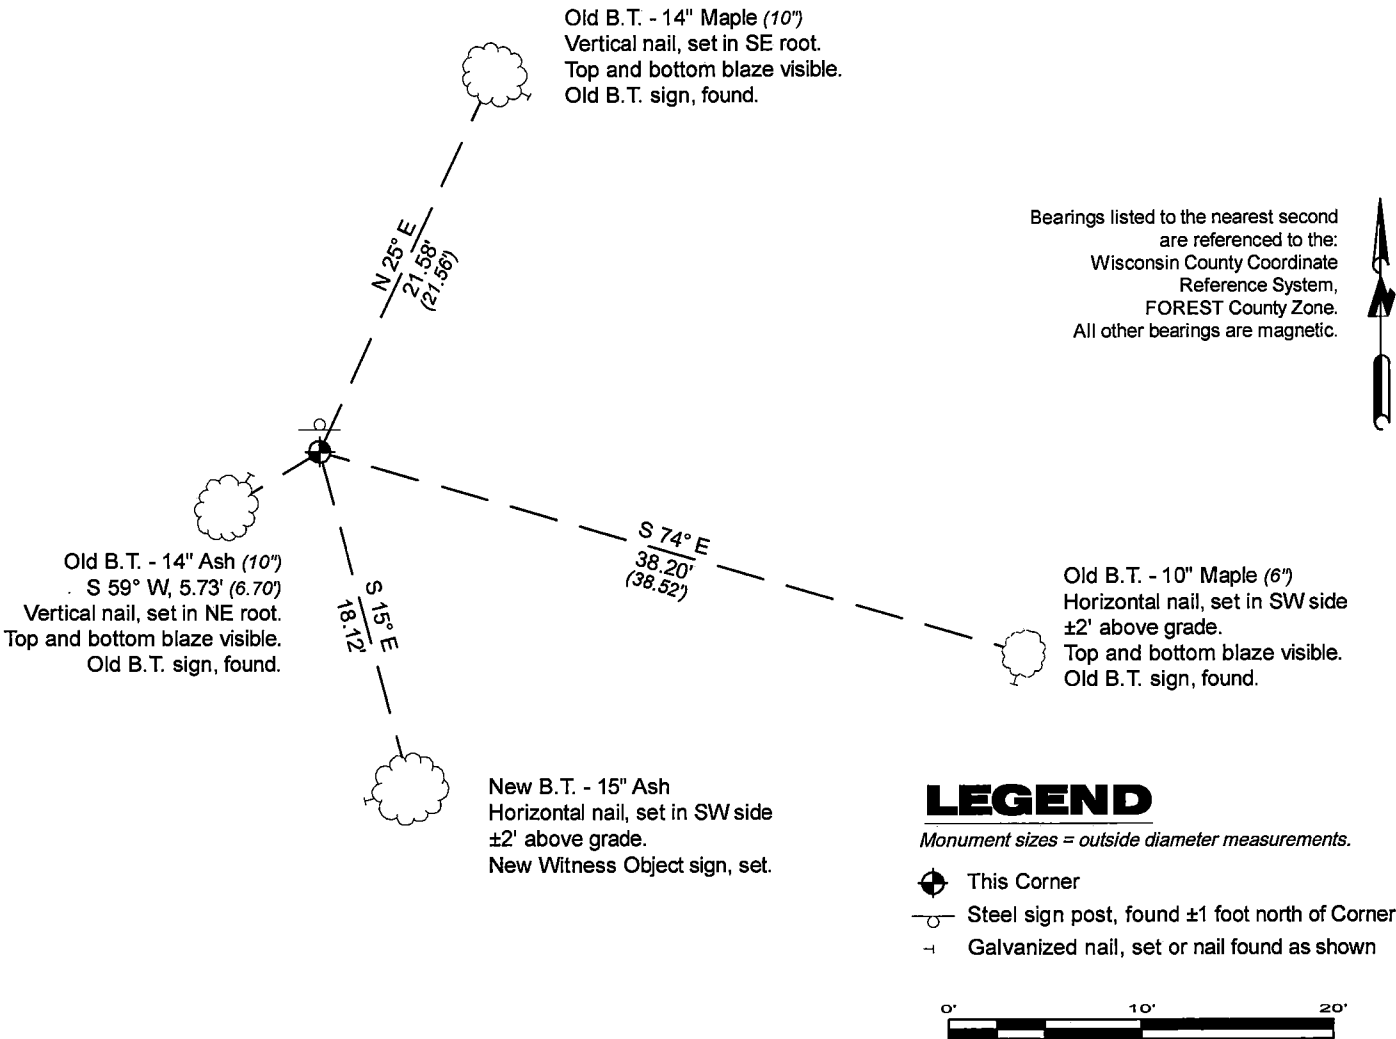 Old B.T. - 14" Maple (10")
Vertical nail, set in SE root.
Top and bottom blaze visible.
Old B.T. sign, found.
Bearings listed to the nearest second
are referenced to the:
Wisconsin County Coordinate
Reference System,
FOREST County Zone.
All other bearings are magnetic.
N 25° E
21.58'
(21.56')
S 74° E
38.20'
(38.52')
Old B.T. - 14" Ash (10")
S 59° W, 5.73' (6.70')
Vertical nail, set in NE root.
Top and bottom blaze visible.
Old B.T. sign, found.
S 15° E
18.12'
Old B.T. - 10" Maple (6")
Horizontal nail, set in SW side
±2' above grade.
Top and bottom blaze visible.
Old B.T. sign, found.
New B.T. - 15" Ash
Horizontal nail, set in SW side
±2' above grade.
New Witness Object sign, set.
LEGEND
Monument sizes = outside diameter measurements.
This Corner
Steel sign post, found ±1 foot north of Corner
Galvanized nail, set or nail found as shown
0' 10' 20'
N